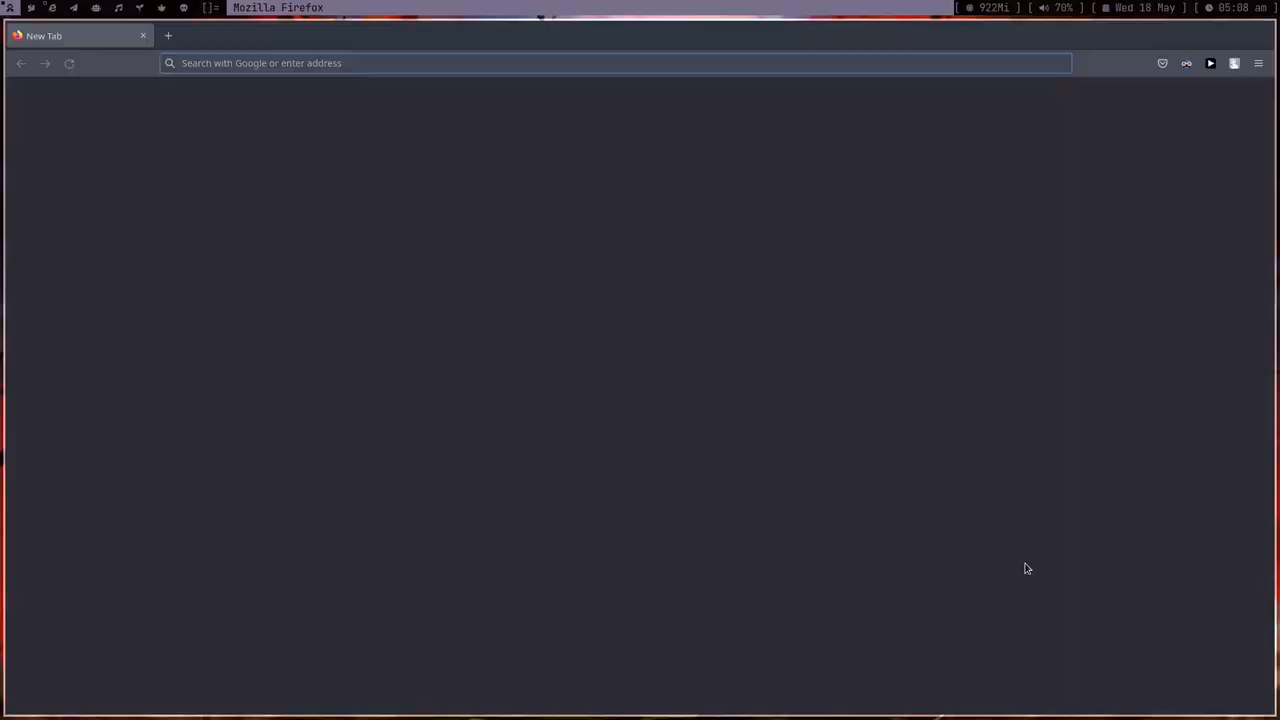 []= Mozilla Firefox [ 922Mi ] [ 70% ] [ Wed 18 May ] [ 05:08 am ]
New Tab
Search with Google or enter address